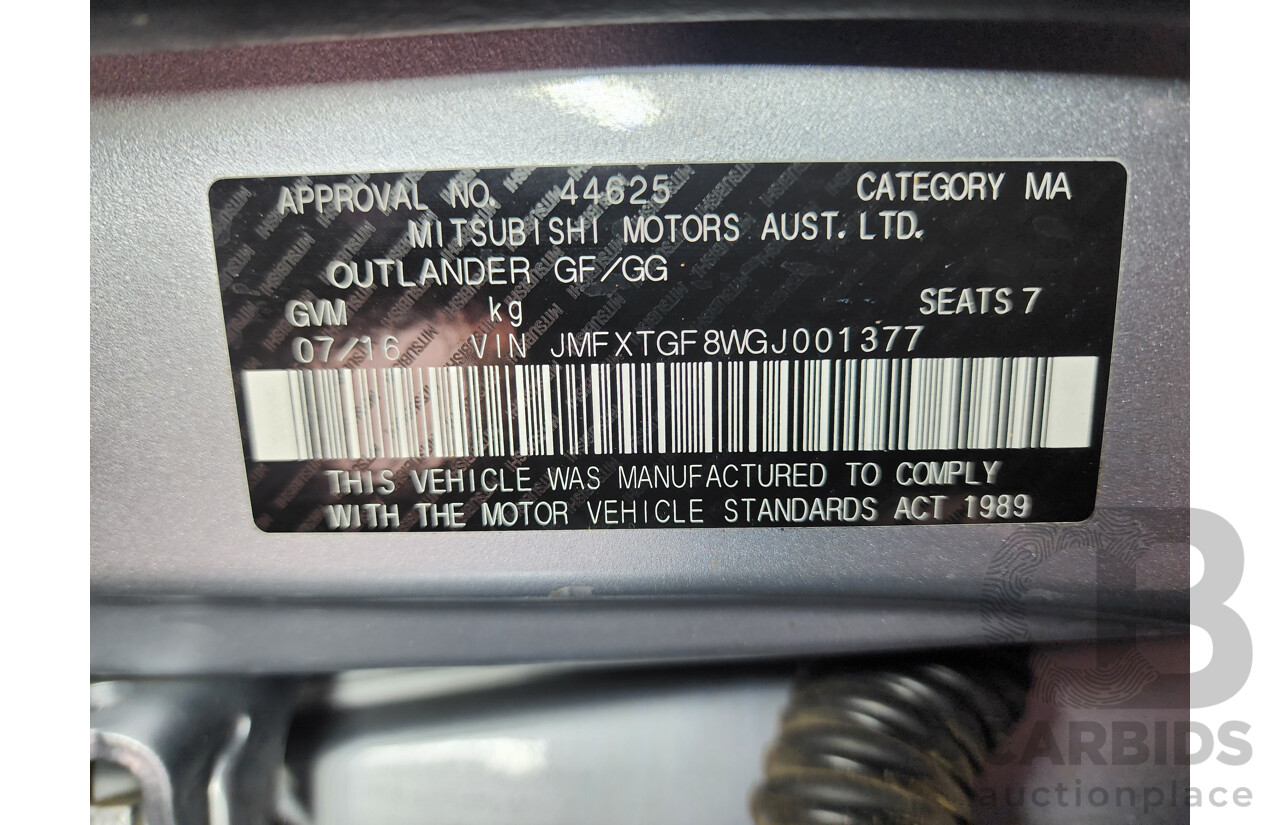 APPROVAL NO. 44625 CATEGORY MA
MITSUBISHI MOTORS AUST. LTD.
OUTLANDER GF/GG
GVM kg SEATS 7
07/16 VIN JMFXTGF8WGJ001377
THIS VEHICLE WAS MANUFACTURED TO COMPLY
WITH THE MOTOR VEHICLE STANDARDS ACT 1989
CARBIDS
auctionplace